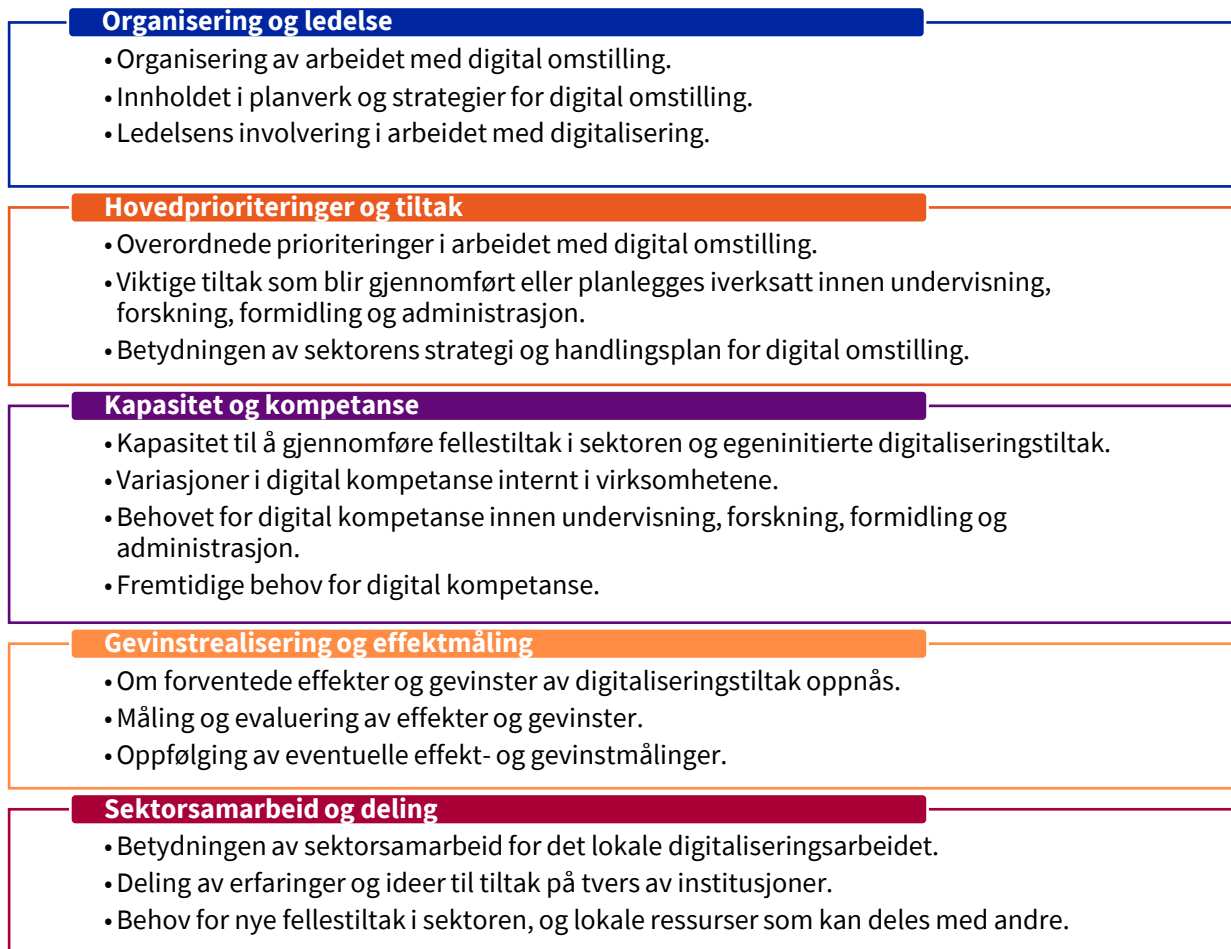 Organisering og ledelse
• Organisering av arbeidet med digital omstilling.
• Innholdet i planverk og strategier for digital omstilling.
• Ledelsens involvering i arbeidet med digitalisering.
Hovedprioriteringer og tiltak
• Overordnede prioriteringer i arbeidet med digital omstilling.
• Viktige tiltak som blir gjennomført eller planlegges iverksatt innen undervisning,
forskning, formidling og administrasjon.
• Betydningen av sektorens strategi og handlingsplan for digital omstilling.
Kapasitet og kompetanse
• Kapasitet til å gjennomføre fellestiltak i sektoren og egeninitierte digitaliseringstiltak.
• Variasjoner i digital kompetanse internt i virksomhetene.
• Behovet for digital kompetanse innen undervisning, forskning, formidling og
administrasjon.
• Fremtidige behov for digital kompetanse.
Gevinstrealisering og effektmåling
• Om forventede effekter og gevinster av digitaliseringstiltak oppnås.
• Måling og evaluering av effekter og gevinster.
• Oppfølging av eventuelle effekt- og gevinstmålinger.
Sektorsamarbeid og deling
• Betydningen av sektorsamarbeid for det lokale digitaliseringsarbeidet.
• Deling av erfaringer og ideer til tiltak på tvers av institusjoner.
• Behov for nye fellestiltak i sektoren, og lokale ressurser som kan deles med andre.